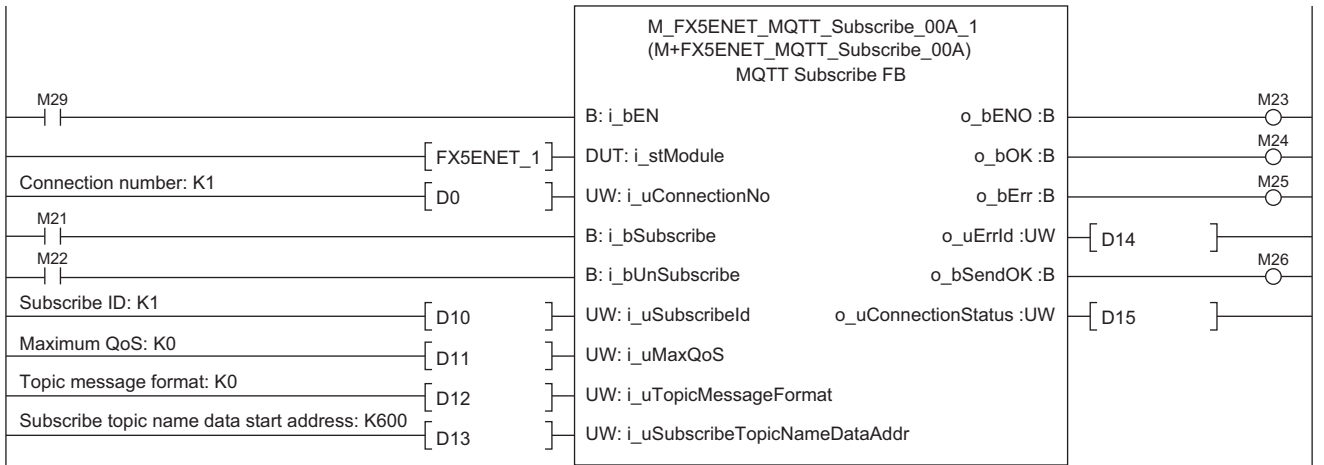 M_FX5ENET_MQTT_Subscribe_00A_1
(M+FX5ENET_MQTT_Subscribe_00A)
MQTT Subscribe FB
M29 B: i_bEN o_bENO :B M23
FX5ENET_1 DUT: i_stModule o_bOK :B M24
Connection number: K1 D0 UW: i_uConnectionNo o_bErr :B M25
M21 B: i_bSubscribe o_uErrId :UW D14
M22 B: i_bUnSubscribe o_bSendOK :B M26
Subscribe ID: K1 D10 UW: i_uSubscribeId o_uConnectionStatus :UW D15
Maximum QoS: K0 D11 UW: i_uMaxQoS
Topic message format: K0 D12 UW: i_uTopicMessageFormat
Subscribe topic name data start address: K600 D13 UW: i_uSubscribeTopicNameDataAddr